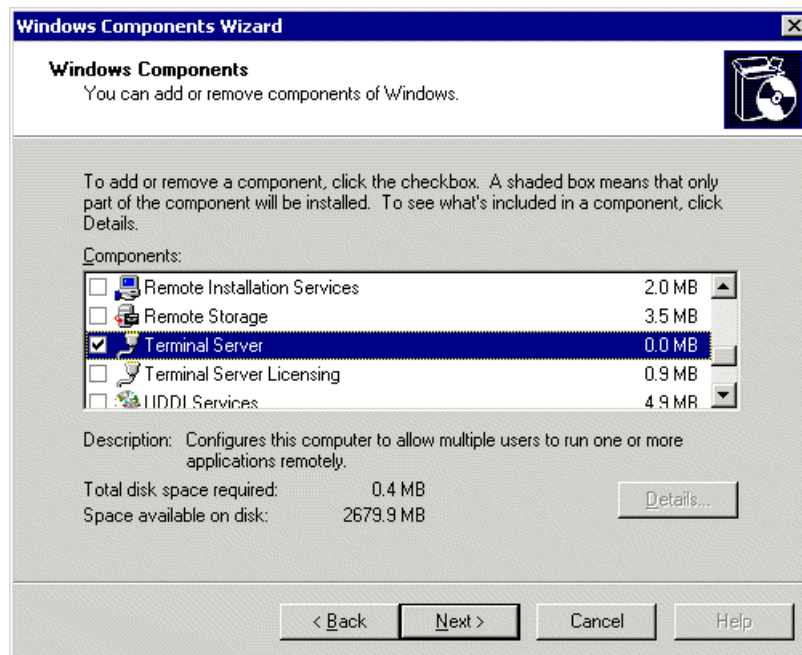 Windows Components Wizard
Windows Components
You can add or remove components of Windows.
To add or remove a component, click the checkbox. A shaded box means that only
part of the component will be installed. To see what's included in a component, click
Details.
Components:
Remote Installation Services 2.0 MB
Remote Storage 3.5 MB
Terminal Server 0.0 MB
Terminal Server Licensing 0.9 MB
UDDI Services 4.9 MB
Description: Configures this computer to allow multiple users to run one or more
applications remotely.
Total disk space required: 0.4 MB
Space available on disk: 2679.9 MB
Details...
< Back Next > Cancel Help